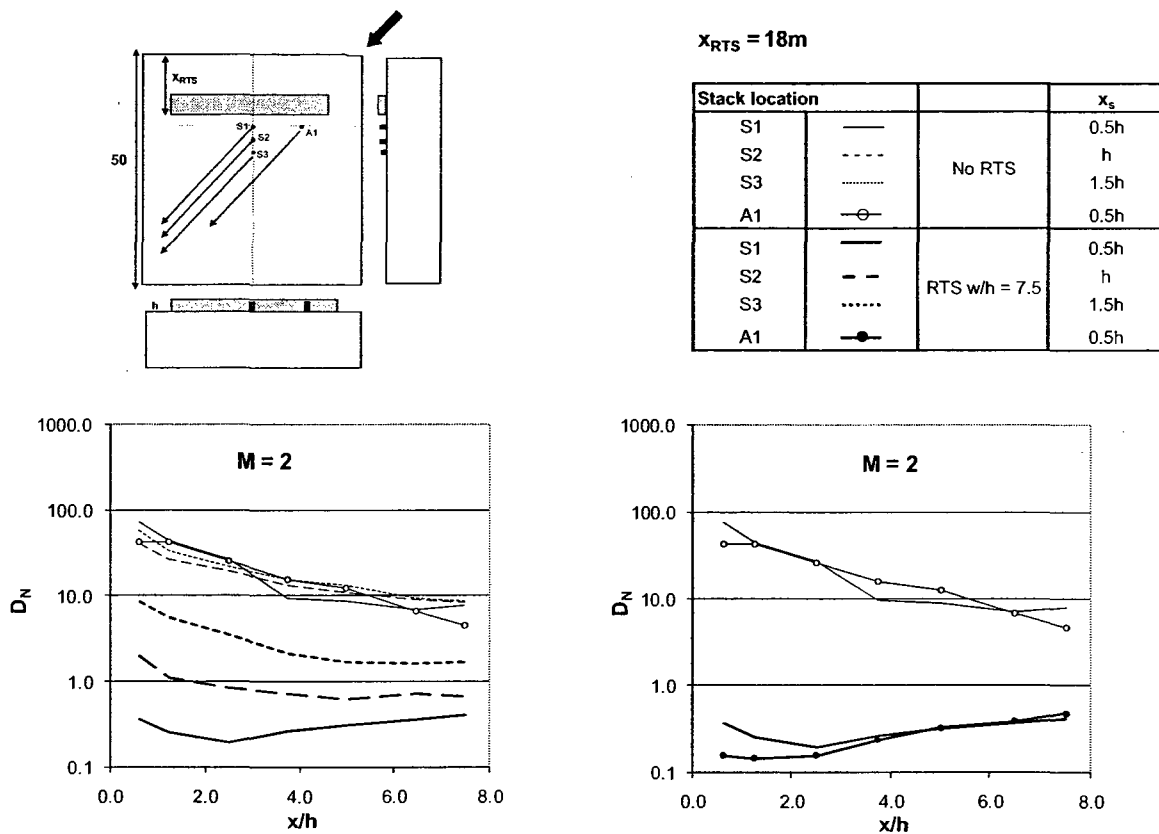 x_RTS = 18m
x_RTS
50
S1
S2
S3
A1
h
Stack location x_s
S1 0.5h
S2 h
No RTS
S3 1.5h
A1 0.5h
S1 0.5h
S2 h
RTS w/h = 7.5
S3 1.5h
A1 0.5h
M = 2
D_N
1000.0
100.0
10.0
1.0
0.1
0.0 2.0 4.0 6.0 8.0
x/h
M = 2
D_N
1000.0
100.0
10.0
1.0
0.1
0.0 2.0 4.0 6.0 8.0
x/h